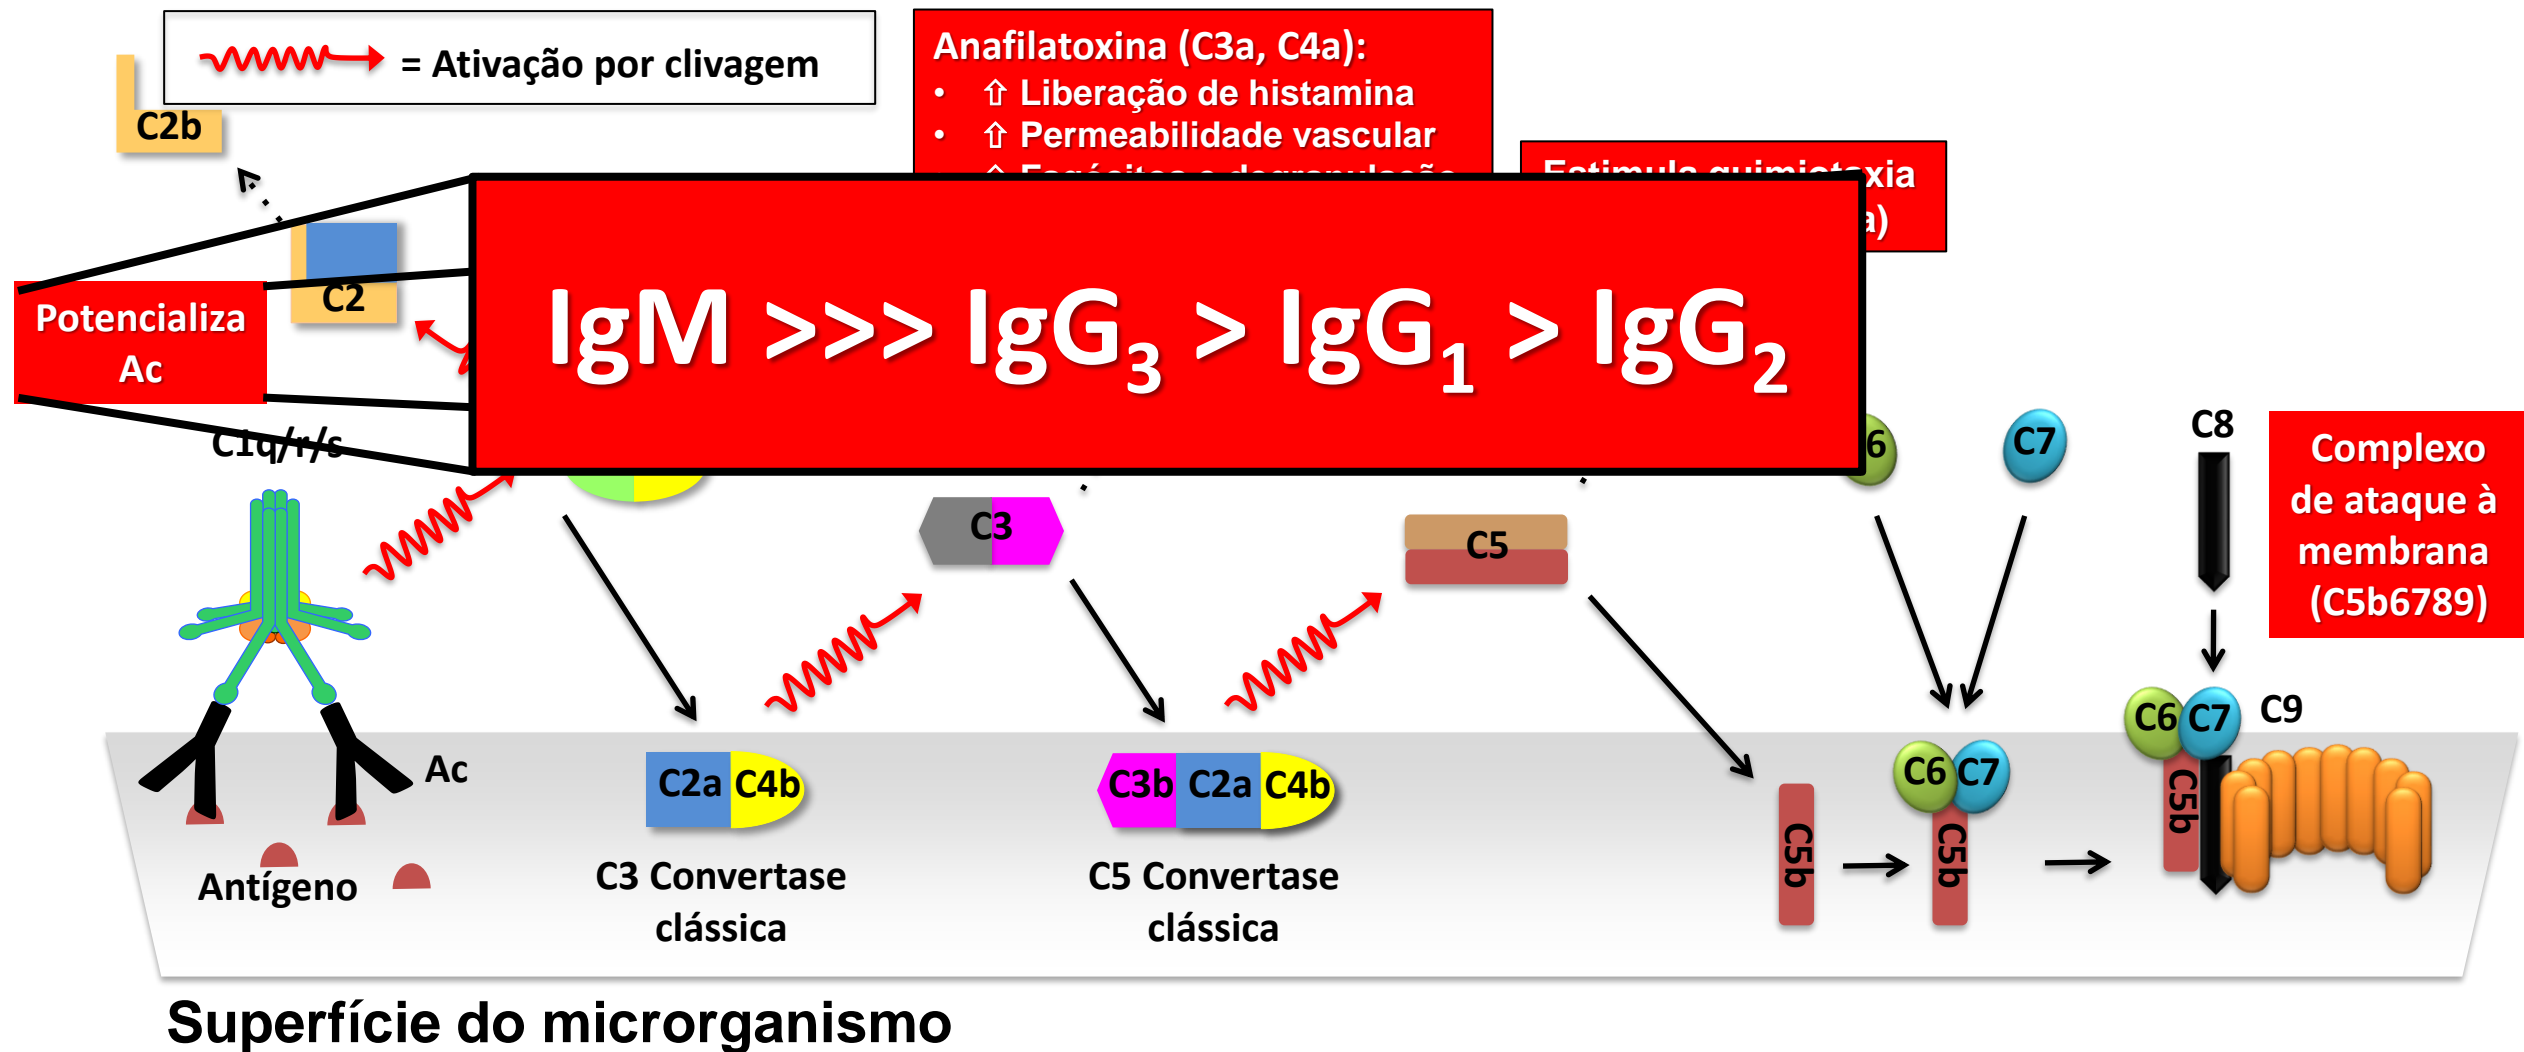 = Ativação por clivagem
Anafilatoxina (C3a, C4a):
• ⇧ Liberação de histamina
• ⇧ Permeabilidade vascular
C2b
C2
Potencializa
Ac
IgM >>> IgG3 > IgG1 > IgG2
C1q/r/s
C3
C5
C7
C8
Complexo
de ataque à
membrana
(C5b6789)
Ac
Antígeno
C2a C4b
C3 Convertase
clássica
C3b C2a C4b
C5 Convertase
clássica
C5b
C6 C7
C5b
C6 C7
C9
C5b
Superfície do microrganismo